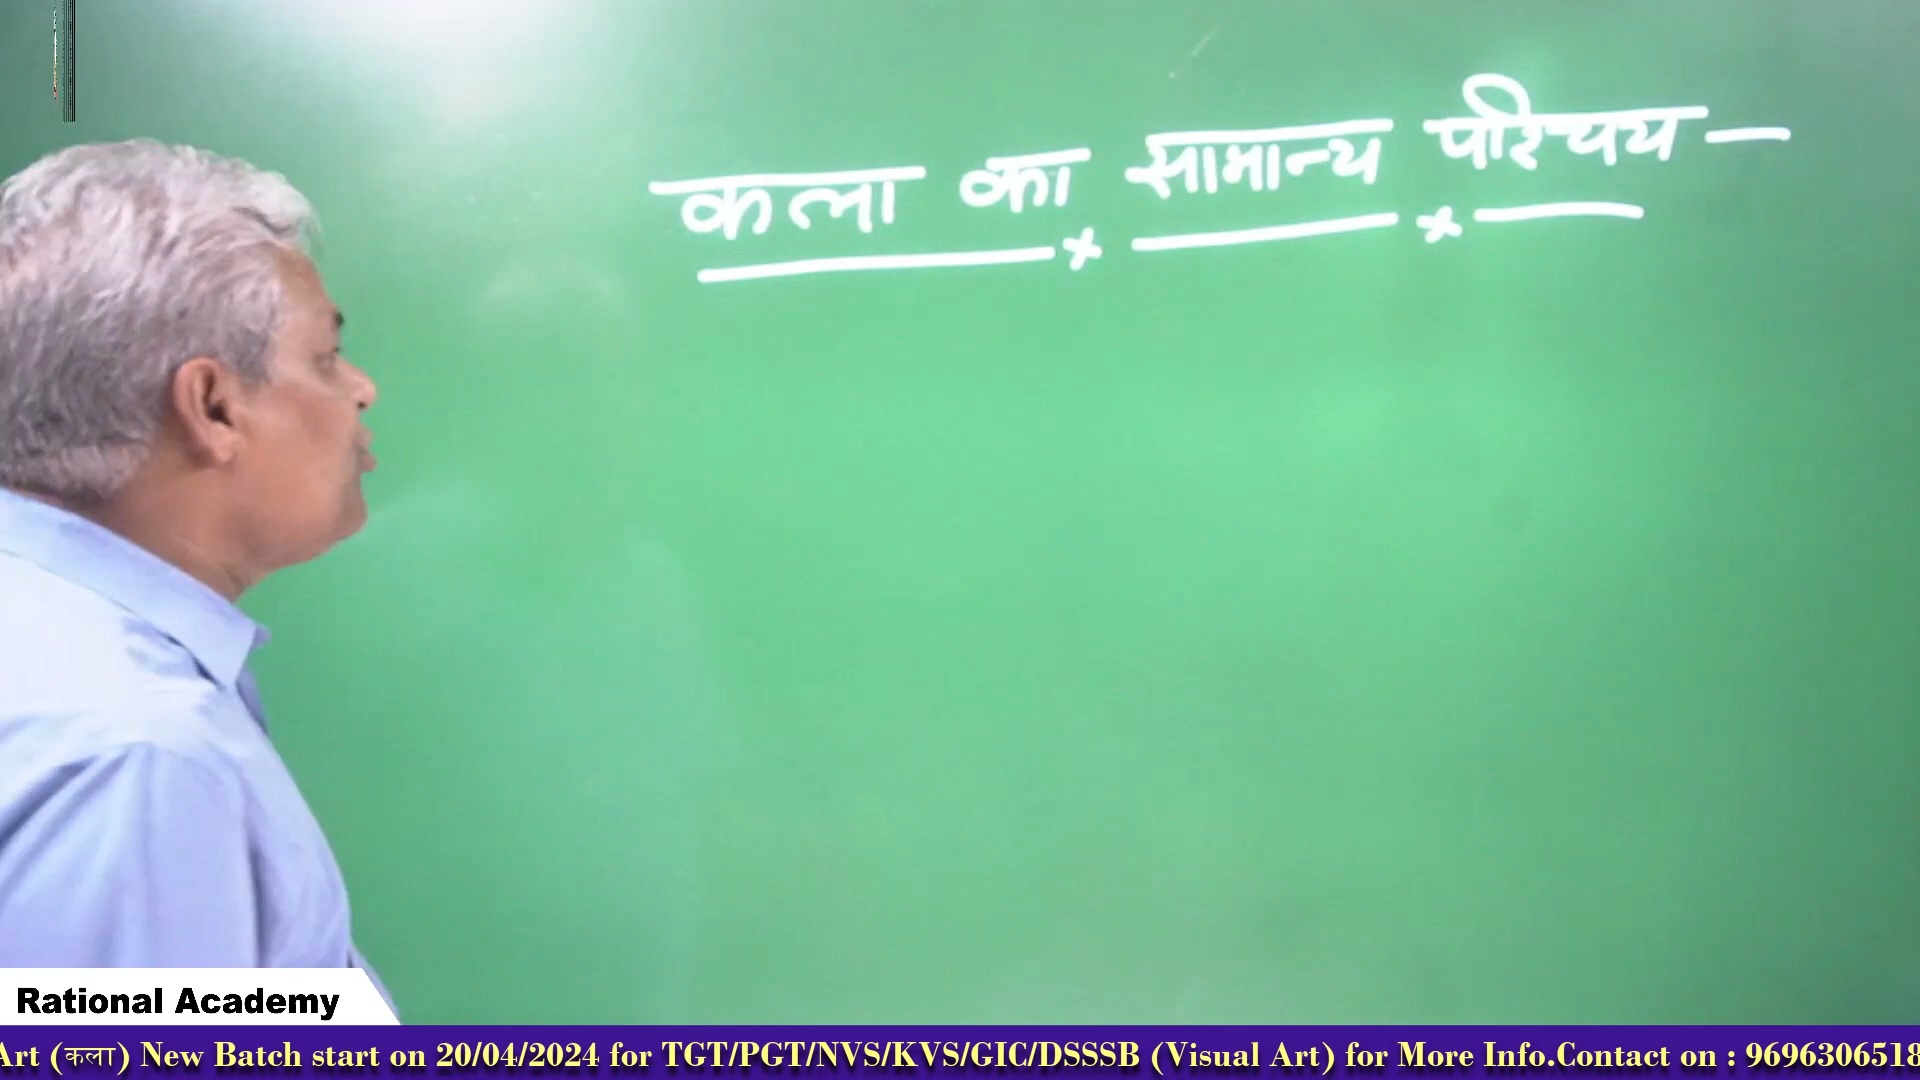 कला का सामान्य परिचय —
Rational Academy
Art (कला) New Batch start on 20/04/2024 for TGT/PGT/NVS/KVS/GIC/DSSSB (Visual Art) for More Info.Contact on : 9696306518